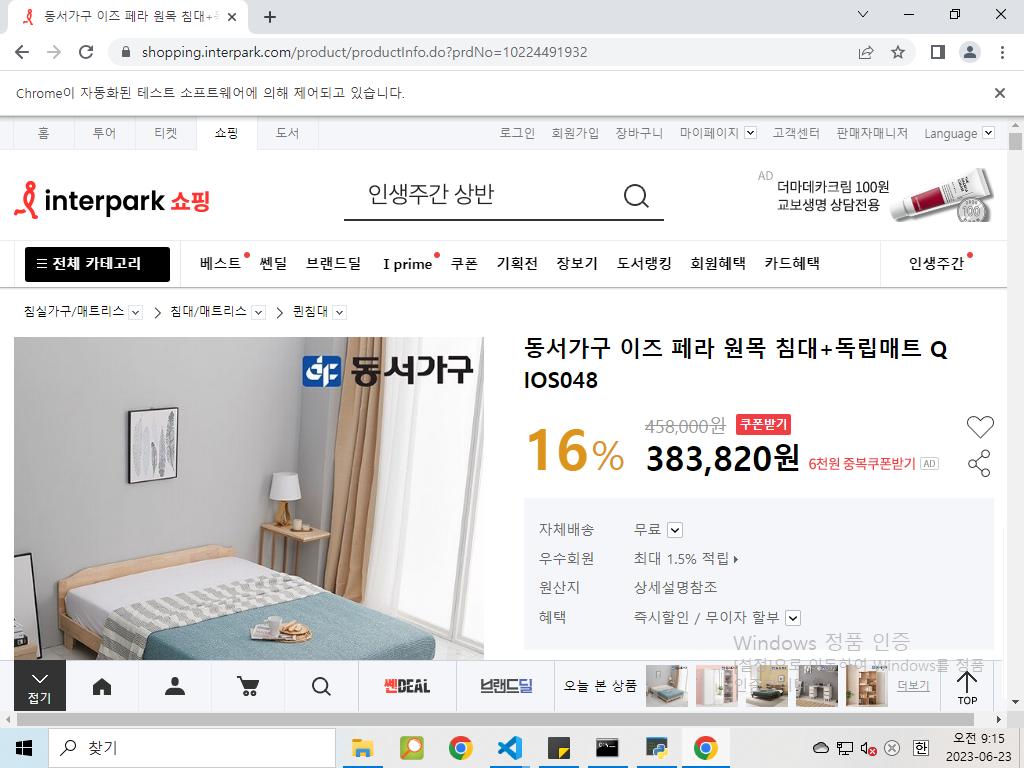 동서가구 이즈 페라 원목 침대+독
shopping.interpark.com/product/productInfo.do?prdNo=10224491932
Chrome이 자동화된 테스트 소프트웨어에 의해 제어되고 있습니다.
홈 투어 티켓 쇼핑 도서 로그인 회원가입 장바구니 마이페이지 고객센터 판매자매니저 Language
interpark 쇼핑
인생주간 상반
AD
더마데카크림 100원
교보생명 상담전용
100
전체 카테고리 베스트 쎈딜 브랜드딜 I prime 쿠폰 기획전 장보기 도서랭킹 회원혜택 카드혜택 인생주간
침실가구/매트리스 침대/매트리스 퀸침대
동서가구
동서가구 이즈 페라 원목 침대+독립매트 Q
IOS048
16%
458,000원 쿠폰받기
383,820원 6천원 중복쿠폰받기 AD
자체배송 무료
우수회원 최대 1.5% 적립
원산지 상세설명참조
혜택 즉시할인 / 무이자 할부
Windows 정품 인증
[설정]으로 이동하여 Windows를 정품
접기 쎈DEAL 브랜드딜 오늘 본 상품 더보기 TOP
찾기
한
오전 9:15
2023-06-23